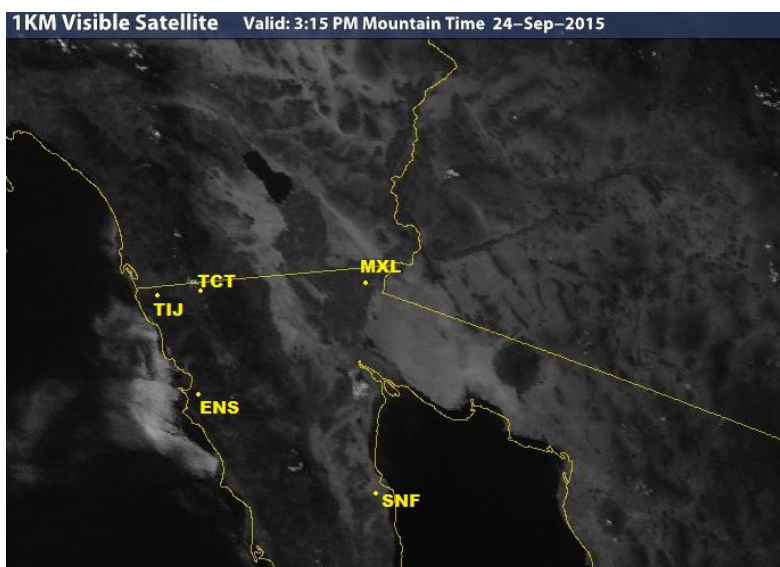 1KM Visible Satellite Valid: 3:15 PM Mountain Time 24-Sep-2015
MXL
TCT
TIJ
ENS
SNF